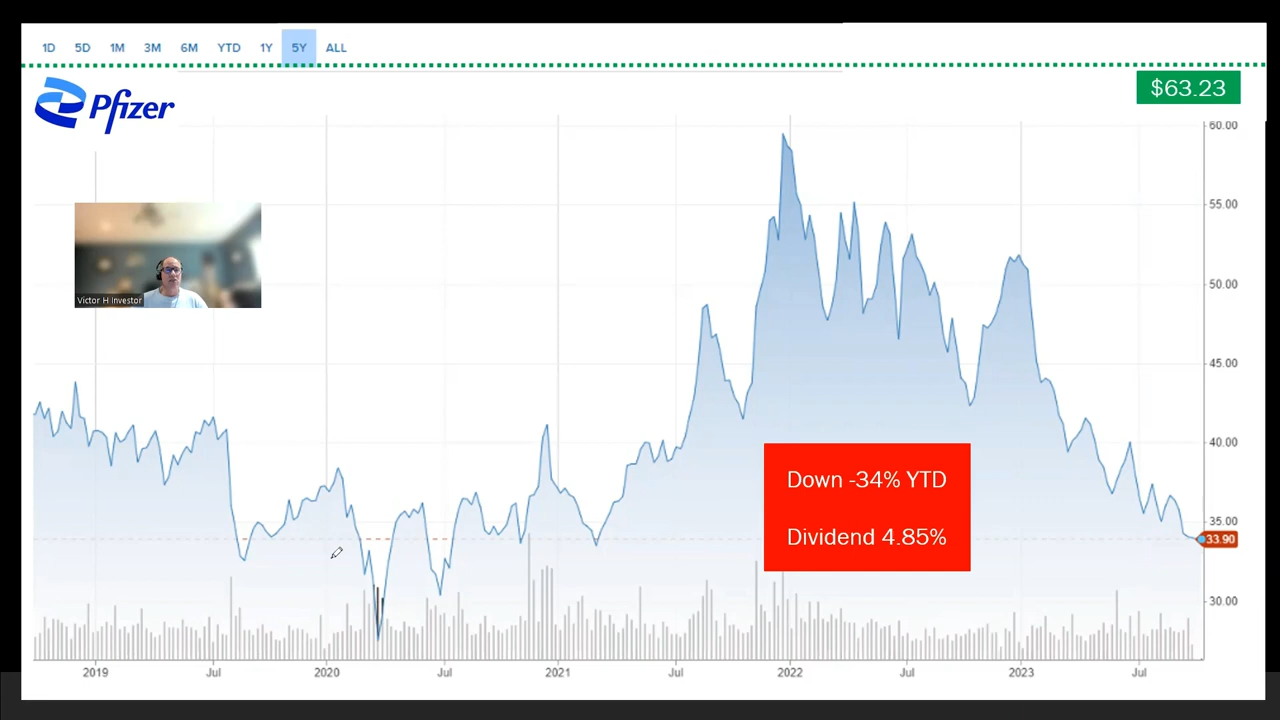 1D 5D 1M 3M 6M YTD 1Y 5Y ALL
Pfizer
$63.23
60.00
55.00
Victor H Investor
50.00
45.00
40.00
Down -34% YTD
35.00
Dividend 4.85%
33.90
30.00
2019 Jul 2020 Jul 2021 Jul 2022 Jul 2023 Jul